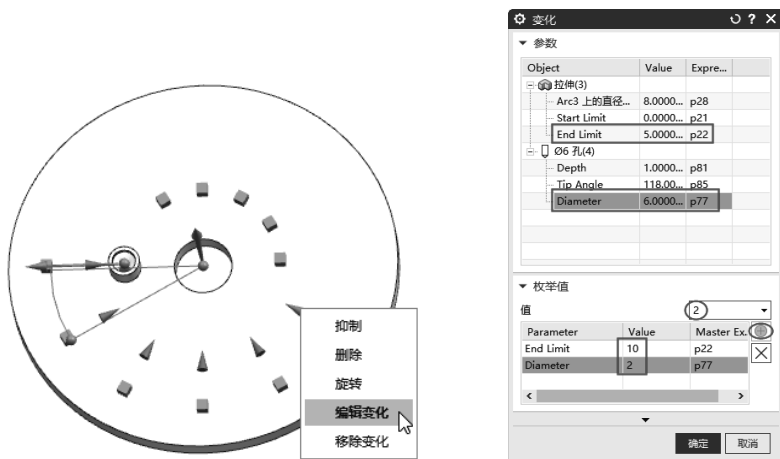 抑制
删除
旋转
编辑变化
移除变化
变化
参数
Object Value Expre...
拉伸(3)
Arc3 上的直径... 8.0000... p28
Start Limit 0.0000... p21
End Limit 5.0000... p22
Ø6 孔(4)
Depth 1.0000... p81
Tip Angle 118.00... p85
Diameter 6.0000... p77
枚举值
值 2
Parameter Value Master Ex.
End Limit 10 p22
Diameter 2 p77
确定 取消